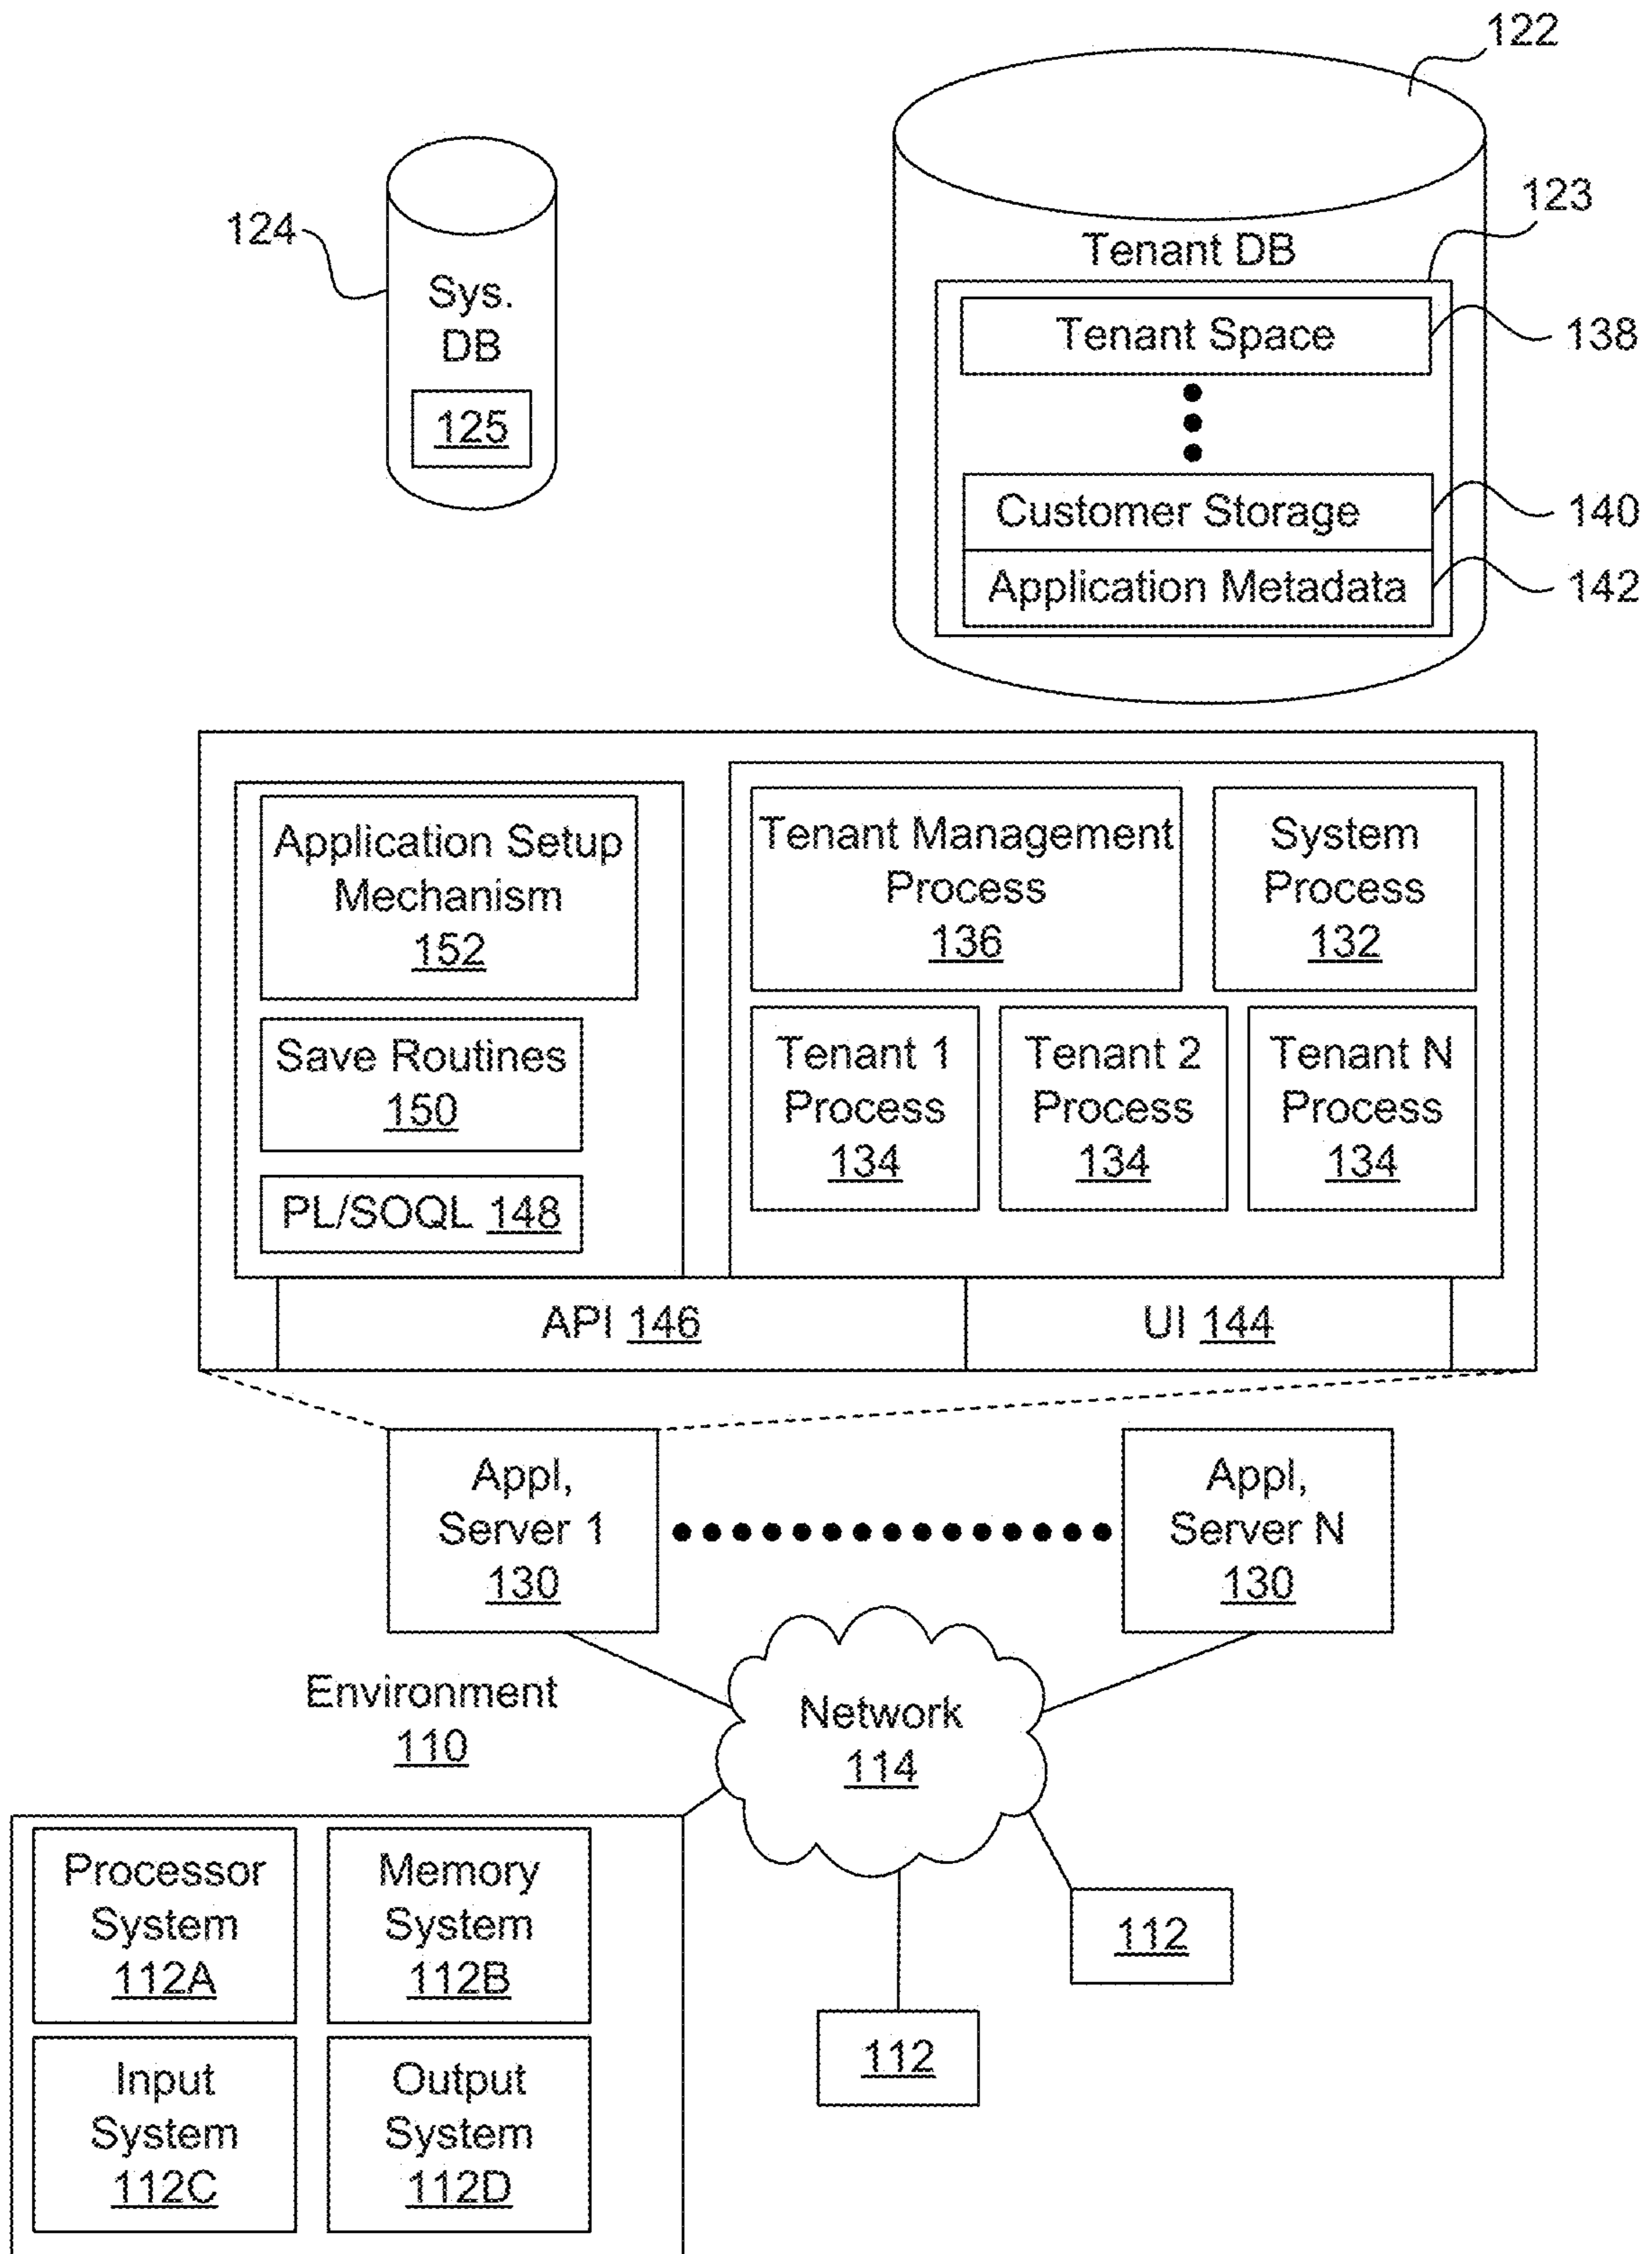 122
124
Sys.
DB
125
Tenant DB
123
Tenant Space
138
Customer Storage
140
Application Metadata
142
Application Setup
Mechanism
152
Save Routines
150
PL/SOQL 148
Tenant Management
Process
136
System
Process
132
Tenant 1
Process
134
Tenant 2
Process
134
Tenant N
Process
134
API 146
UI 144
Appl,
Server 1
130
Appl,
Server N
130
Environment
110
Network
114
Processor
System
112A
Memory
System
112B
Input
System
112C
Output
System
112D
112
112